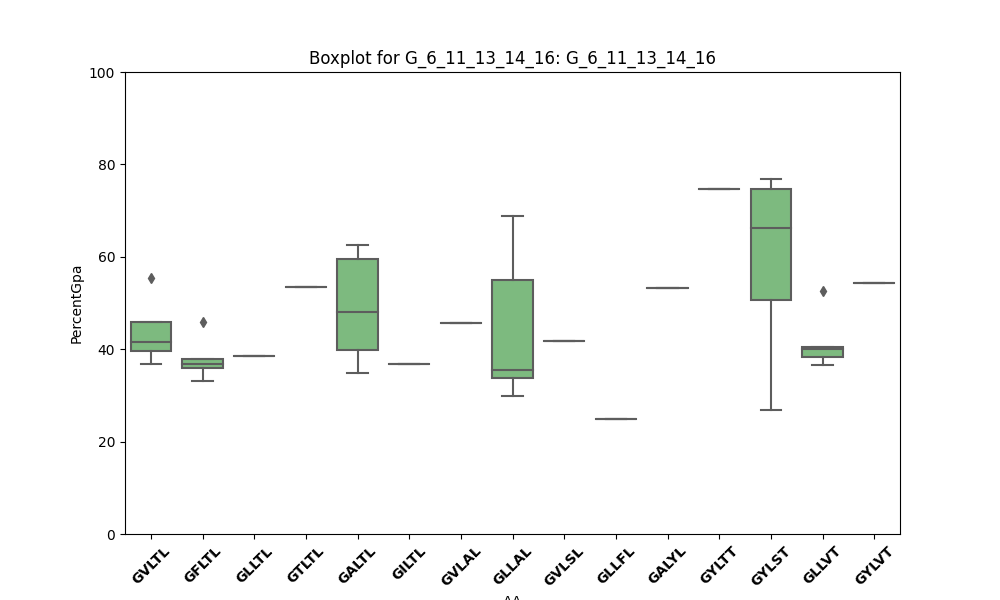 Boxplot for G_6_11_13_14_16: G_6_11_13_14_16
100
80
60
40
20
0
PercentGpa
GVLTL
GFLTL
GLLTL
GTLTL
GALTL
GILTL
GVLAL
GLLAL
GVLSL
GLLFL
GALYL
GYLTT
GYLST
GLLVT
GYLVT
AA